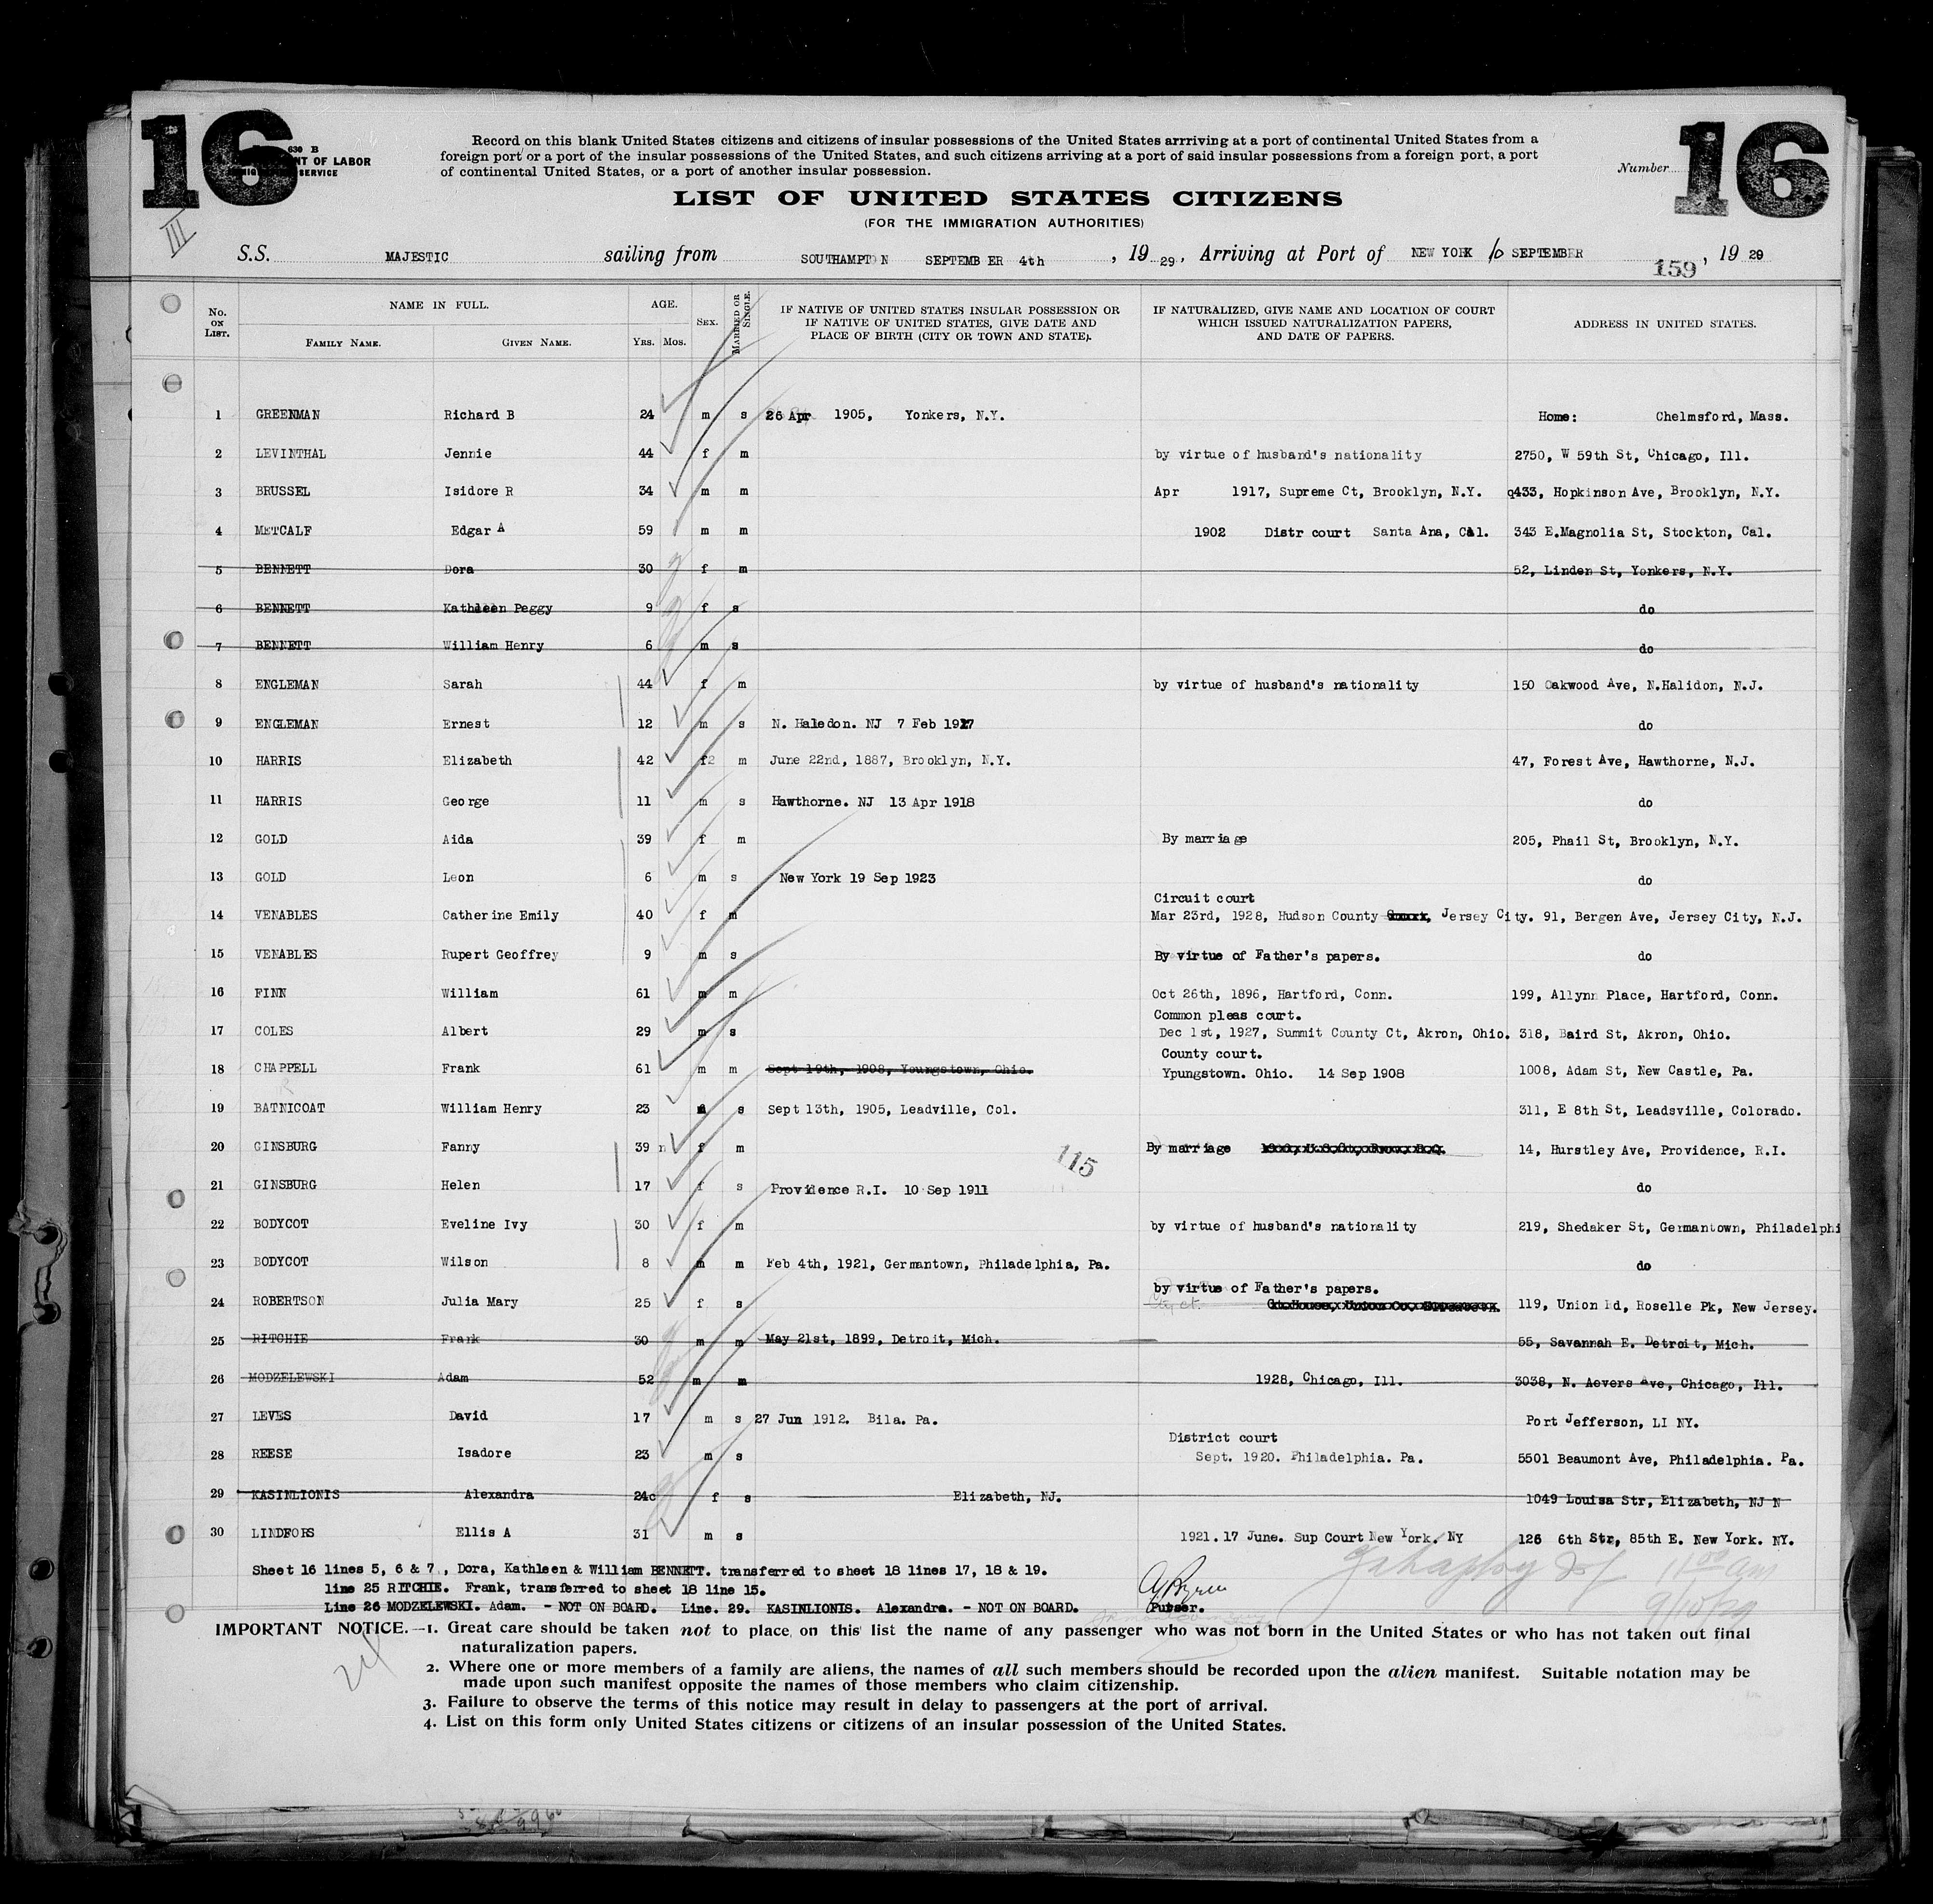 16
16
630 B
NT OF LABOR
SERVICE
Record on this blank United States citizens and citizens of insular possessions of the United States arrriving at a port of continental United States from a
foreign port or a port of the insular possessions of the United States, and such citizens arriving at a port of said insular possessions from a foreign port, a port
of continental United States, or a port of another insular possession.
Number
LIST OF UNITED STATES CITIZENS
(FOR THE IMMIGRATION AUTHORITIES)
III
S.S. MAJESTIC sailing from SOUTHAMPTON SEPTEMBER 4th , 19 29, Arriving at Port of NEW YORK 10 SEPTEMBER , 19 29
159
No. ON LIST.
NAME IN FULL.
FAMILY NAME.
GIVEN NAME.
AGE.
YRS. MOS.
SEX.
MARRIED OR SINGLE.
IF NATIVE OF UNITED STATES INSULAR POSSESSION OR
IF NATIVE OF UNITED STATES, GIVE DATE AND
PLACE OF BIRTH (CITY OR TOWN AND STATE).
IF NATURALIZED, GIVE NAME AND LOCATION OF COURT
WHICH ISSUED NATURALIZATION PAPERS,
AND DATE OF PAPERS.
ADDRESS IN UNITED STATES.
1 GREENMAN Richard B 24 m s 26 Apr 1905, Yonkers, N.Y. Home: Chelmsford, Mass.
2 LEVINTHAL Jennie 44 f m by virtue of husband's nationality 2750, W 59th St, Chicago, Ill.
3 BRUSSEL Isidore R 34 m m Apr 1917, Supreme Ct, Brooklyn, N.Y. q433, Hopkinson Ave, Brooklyn, N.Y.
4 METCALF Edgar A 59 m m 1902 Distr court Santa Ana, Cal. 343 E.Magnolia St, Stockton, Cal.
5 BENNETT Dora 30 f m 52, Linden St, Yonkers, N.Y.
6 BENNETT Kathleen Peggy 9 f s do
7 BENNETT William Henry 6 m s do
8 ENGLEMAN Sarah 44 f m by virtue of husband's nationality 150 Oakwood Ave, N.Halidon, N.J.
9 ENGLEMAN Ernest 12 m s N. Haledon. NJ 7 Feb 1917 do
10 HARRIS Elizabeth 42 f2 m June 22nd, 1887, Brooklyn, N.Y. 47, Forest Ave, Hawthorne, N.J.
11 HARRIS George 11 m s Hawthorne. NJ 13 Apr 1918 do
12 GOLD Aida 39 f m By marriage 205, Phail St, Brooklyn, N.Y.
13 GOLD Leon 6 m s New York 19 Sep 1923 do
Circuit court
14 VENABLES Catherine Emily 40 f m Mar 23rd, 1928, Hudson County Jersey City. 91, Bergen Ave, Jersey City, N.J.
15 VENABLES Rupert Geoffrey 9 m s By virtue of Father's papers. do
16 FINN William 61 m m Oct 26th, 1896, Hartford, Conn. 199, Allynn Place, Hartford, Conn.
Common pleas court.
17 COLES Albert 29 m s Dec 1st, 1927, Summit County Ct, Akron, Ohio. 318, Baird St, Akron, Ohio.
County court.
18 CHAPPELL Frank 61 m m Sept 19th, 1908, Youngstown, Ohio. Ypungstown. Ohio. 14 Sep 1908 1008, Adam St, New Castle, Pa.
19 BATNICOAT William Henry 23 m s Sept 13th, 1905, Leadville, Col. 311, E 8th St, Leadsville, Colorado.
20 GINSBURG Fanny 39 n f m By marriage 14, Hurstley Ave, Providence, R.I.
115
21 GINSBURG Helen 17 f s Providence R.I. 10 Sep 1911 do
22 BODYCOT Eveline Ivy 30 f m by virtue of husband's nationality 219, Shedaker St, Germantown, Philadelphi
23 BODYCOT Wilson 8 m m Feb 4th, 1921, Germantown, Philadelphia, Pa. do
by virtue of Father's papers.
24 ROBERTSON Julia Mary 25 f s 119, Union Rd, Roselle Pk, New Jersey.
25 RITCHIE Frank 30 m m May 21st, 1899, Detroit, Mich. 55, Savannah E. Detroit, Mich.
26 MODZELEWSKI Adam 52 m m 1928, Chicago, Ill. 3038, N. Aevers Ave, Chicago, Ill.
27 LEVES David 17 m s 27 Jun 1912. Bila. Pa. Port Jefferson, LI NY.
District court
28 REESE Isadore 23 m s Sept. 1920. Philadelphia. Pa. 5501 Beaumont Ave, Philadelphia. Pa.
29 KASINLIONIS Alexandra 24c f s Elizabeth, NJ. 1049 Louisa Str, Elizabeth, NJ N
30 LINDFORS Ellis A 31 m s 1921. 17 June. Sup Court New York. NY 126 6th Str, 85th E. New York. NY.
Sheet 16 lines 5, 6 & 7, Dora, Kathleen & William BENNETT. transferred to sheet 18 lines 17, 18 & 19.
line 25 RITCHIE. Frank, transferred to sheet 18 line 15.
Line 26 MODZELEWSKI. Adam. - NOT ON BOARD. Line. 29. KASINLIONIS. Alexandra. - NOT ON BOARD.
Purser.
11 00 am
9/10/29
IMPORTANT NOTICE.—1. Great care should be taken not to place on this list the name of any passenger who was not born in the United States or who has not taken out final
naturalization papers.
2. Where one or more members of a family are aliens, the names of all such members should be recorded upon the alien manifest. Suitable notation may be
made upon such manifest opposite the names of those members who claim citizenship.
3. Failure to observe the terms of this notice may result in delay to passengers at the port of arrival.
4. List on this form only United States citizens or citizens of an insular possession of the United States.